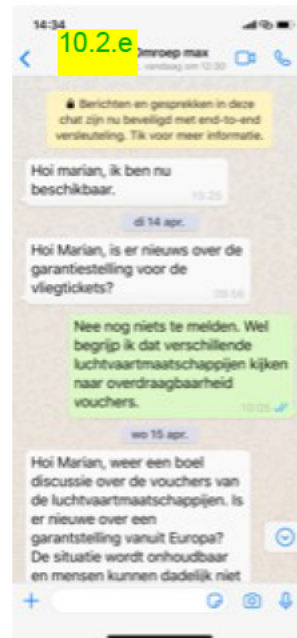 14:34
10.2.e
Omroep max
vandaag om 12:30
Berichten en gesprekken in deze
chat zijn nu beveiligd met end-to-end
versleuteling. Tik voor meer informatie.
Hoi marian, ik ben nu
beschikbaar.
15:25
di 14 apr.
Hoi Marian, is er nieuws over de
garantiestelling voor de
vliegtickets?
09:56
Nee nog niets te melden. Wel
begrijp ik dat verschillende
luchtvaartmaatschappijen kijken
naar overdraagbaarheid
vouchers.
10:05
wo 15 apr.
Hoi Marian, weer een boel
discussie over de vouchers van
de luchtvaartmaatschappijen. Is
er nieuwe over een
garantstelling vanuit Europa?
De situatie wordt onhoudbaar
en mensen kunnen dadelijk niet